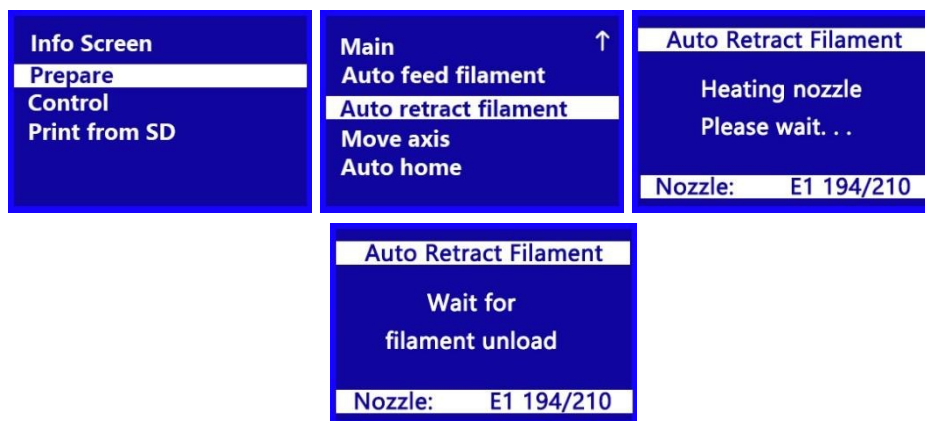 Info Screen
Prepare
Control
Print from SD
Main ↑
Auto feed filament
Auto retract filament
Move axis
Auto home
Auto Retract Filament
Heating nozzle
Please wait. . .
Nozzle: E1 194/210
Auto Retract Filament
Wait for
filament unload
Nozzle: E1 194/210